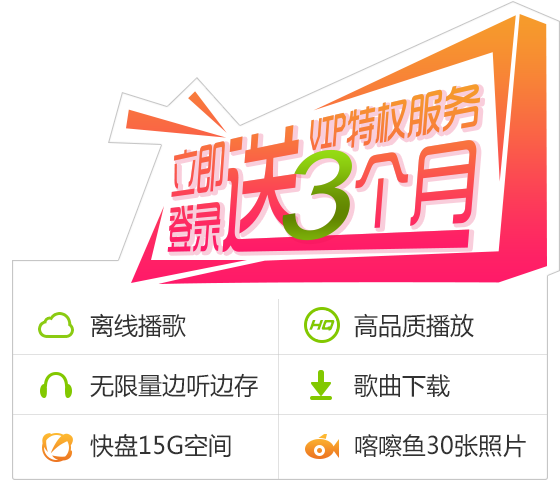 立即登录
送3个月
VIP特权服务
离线播歌
HQ
高品质播放
无限量边听边存
歌曲下载
快盘15G空间
喀嚓鱼30张照片